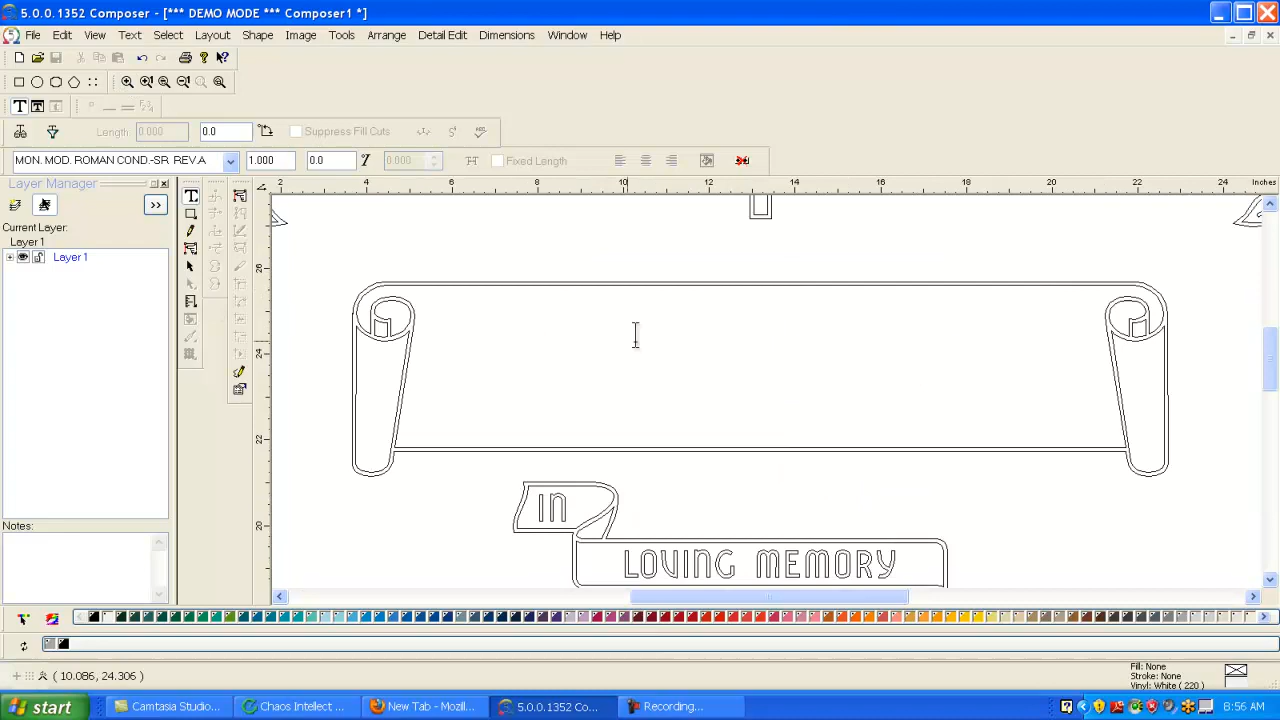 5.0.0.1352 Composer - [*** DEMO MODE *** Composer1 *]
File Edit View Text Select Layout Shape Image Tools Arrange Detail Edit Dimensions Window Help
Length 0.000 0.0 Suppress Fill Cuts
MON. MOD. ROMAN COND.-SR. REV.A 1.000 0.0 0.000 Fixed Length
Layer Manager
2 4 6 8 10 12 14 16 18 20 22 24 Inches
>>
Current Layer:
Layer 1
Layer 1
26
24
22
20
IN
LOVING MEMORY
Notes:
( 10.086, 24.306 )
Fill: None
Stroke: None
Vinyl: White ( 220 )
start Camtasia Studio... Chaos Intellect ... New Tab - Mozill... 5.0.0.1352 Co... Recording... 8:56 AM